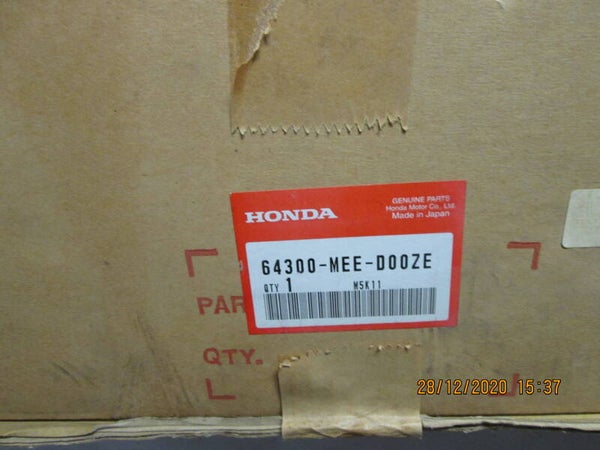 HONDA
GENUINE PARTS
Honda Motor Co., Ltd.
Made in Japan
64300-MEE-D00ZE
QTY 1 M5K11
PAR
QTY.
28/12/2020 15:37